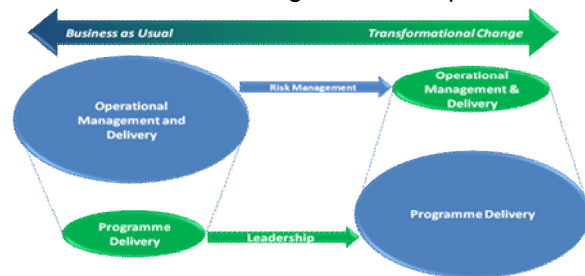 Business as Usual
Transformational Change
Operational
Management and
Delivery
Risk Management
Operational
Management &
Delivery
Programme
Delivery
Leadership
Programme Delivery